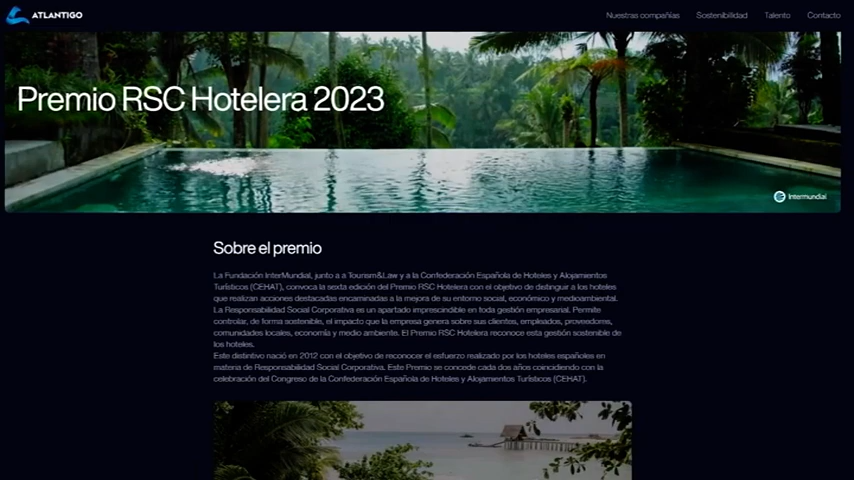 ATLANTIGO
Nuestras compañías Sostenibilidad Talento Contacto
Premio RSC Hotelera 2023
Intermundial
Sobre el premio
La Fundación InterMundial, junto a a Tourism&Law y a la Confederación Española de Hoteles y Alojamientos
Turísticos (CEHAT), convoca la sexta edición del Premio RSC Hotelera con el objetivo de distinguir a los hoteles
que realizan acciones destacadas encaminadas a la mejora de su entorno social, económico y medioambiental.
La Responsabilidad Social Corporativa es un apartado imprescindible en toda gestión empresarial. Permite
controlar, de forma sostenible, el impacto que la empresa genera sobre sus clientes, empleados, proveedores,
comunidades locales, economía y medio ambiente. El Premio RSC Hotelera reconoce esta gestión sostenible de
los hoteles.
Este distintivo nació en 2012 con el objetivo de reconocer el esfuerzo realizado por los hoteles españoles en
materia de Responsabilidad Social Corporativa. Este Premio se concede cada dos años coincidiendo con la
celebración del Congreso de la Confederación Española de Hoteles y Alojamientos Turísticos (CEHAT).